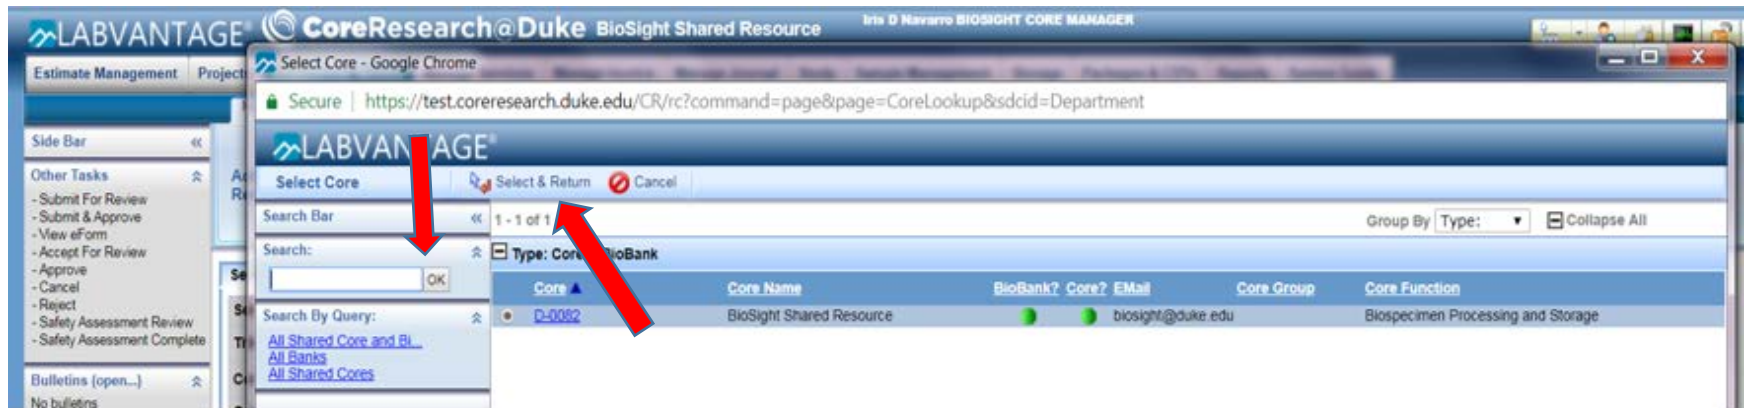 LABVANTAGE®
CoreResearch@Duke BioSight Shared Resource
Iris D Navarro BIOSIGHT CORE MANAGER
Estimate Management Project
Select Core - Google Chrome
Secure https://test.coreresearch.duke.edu/CR/rc?command=page&page=CoreLookup&sdcid=Department
Side Bar
Other Tasks
- Submit For Review
- Submit & Approve
- View eForm
- Accept For Review
- Approve
- Cancel
- Reject
- Safety Assessment Review
- Safety Assessment Complete
Bulletins (open...)
No bulletins
LABVANTAGE®
Select Core Select & Return Cancel
Search Bar
Search:
OK
Search By Query:
All Shared Core and Bi...
All Banks
All Shared Cores
1 - 1 of 1 Group By Type: Collapse All
Type: Core BioBank
Core Core Name BioBank? Core? EMail Core Group Core Function
D-0082 BioSight Shared Resource biosight@duke.edu Biospecimen Processing and Storage